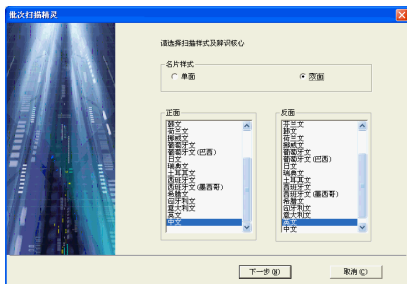 批次扫描精灵
请选择扫描样式及辨识核心
名片样式
单面
双面
正面
韩文
荷兰文
挪威文
葡萄牙文
葡萄牙文(巴西)
日文
瑞典文
土耳其文
西班牙文
西班牙文(墨西哥)
希腊文
匈牙利文
意大利文
英文
中文
反面
芬兰文
韩文
荷兰文
挪威文
葡萄牙文
葡萄牙文(巴西)
日文
瑞典文
土耳其文
西班牙文
西班牙文(墨西哥)
希腊文
匈牙利文
意大利文
英文
中文
下一步(N)
取消(C)